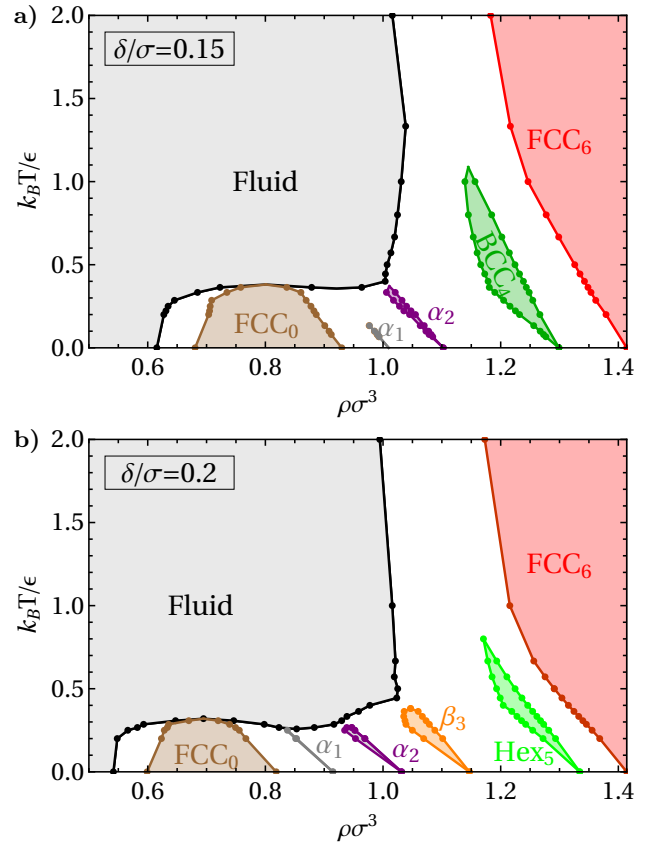 a)
δ/σ=0.15
2.0
1.5
1.0
0.5
0.0
k_BT/ϵ
Fluid
FCC₆
BCC₄
FCC₀
α₁
α₂
0.6 0.8 1.0 1.2 1.4
ρσ³
b)
δ/σ=0.2
2.0
1.5
1.0
0.5
0.0
k_BT/ϵ
Fluid
FCC₆
β₃
FCC₀
α₁
α₂
Hex₅
0.6 0.8 1.0 1.2 1.4
ρσ³